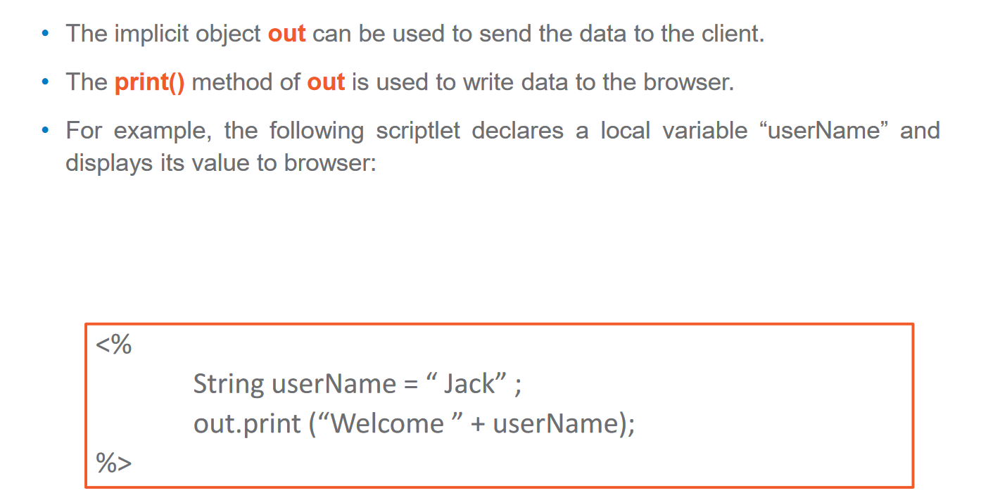 • The implicit object out can be used to send the data to the client.
• The print() method of out is used to write data to the browser.
• For example, the following scriptlet declares a local variable “userName” and
displays its value to browser:
<%
String userName = “ Jack” ;
out.print (“Welcome ” + userName);
%>